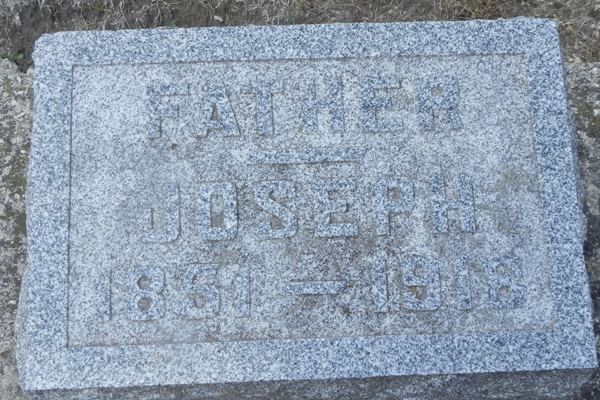 FATHER
JOSEPH
1851 – 1918